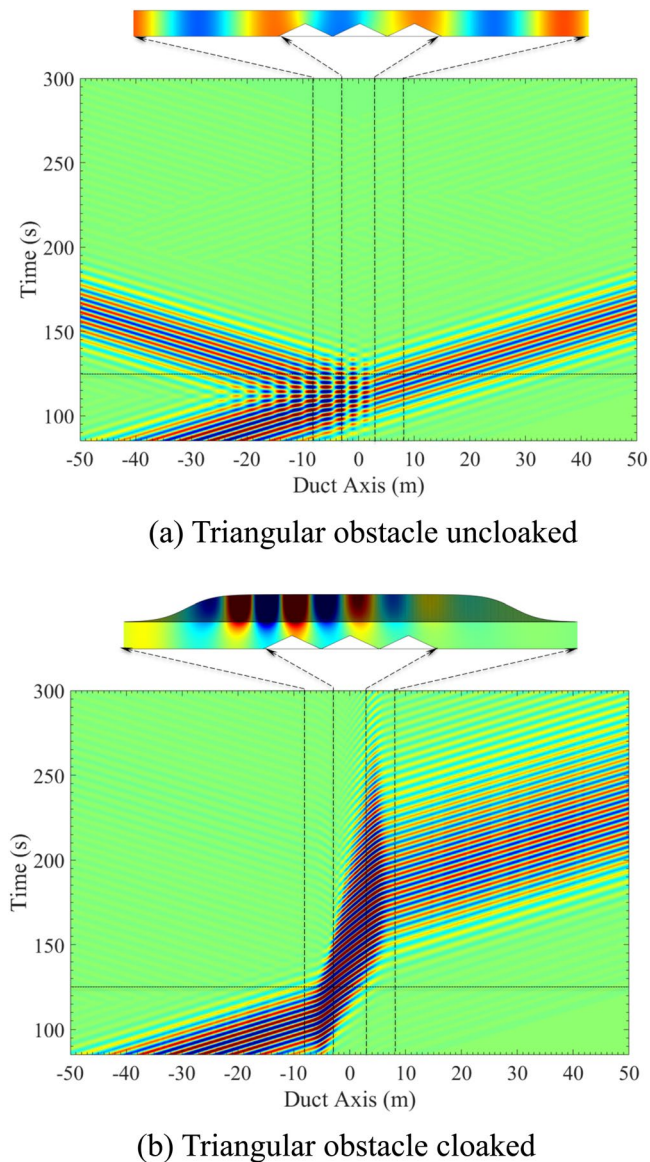 300
250
200
150
100
Time (s)
-50 -40 -30 -20 -10 0 10 20 30 40 50
Duct Axis (m)
(a) Triangular obstacle uncloaked
300
250
200
150
100
Time (s)
-50 -40 -30 -20 -10 0 10 20 30 40 50
Duct Axis (m)
(b) Triangular obstacle cloaked